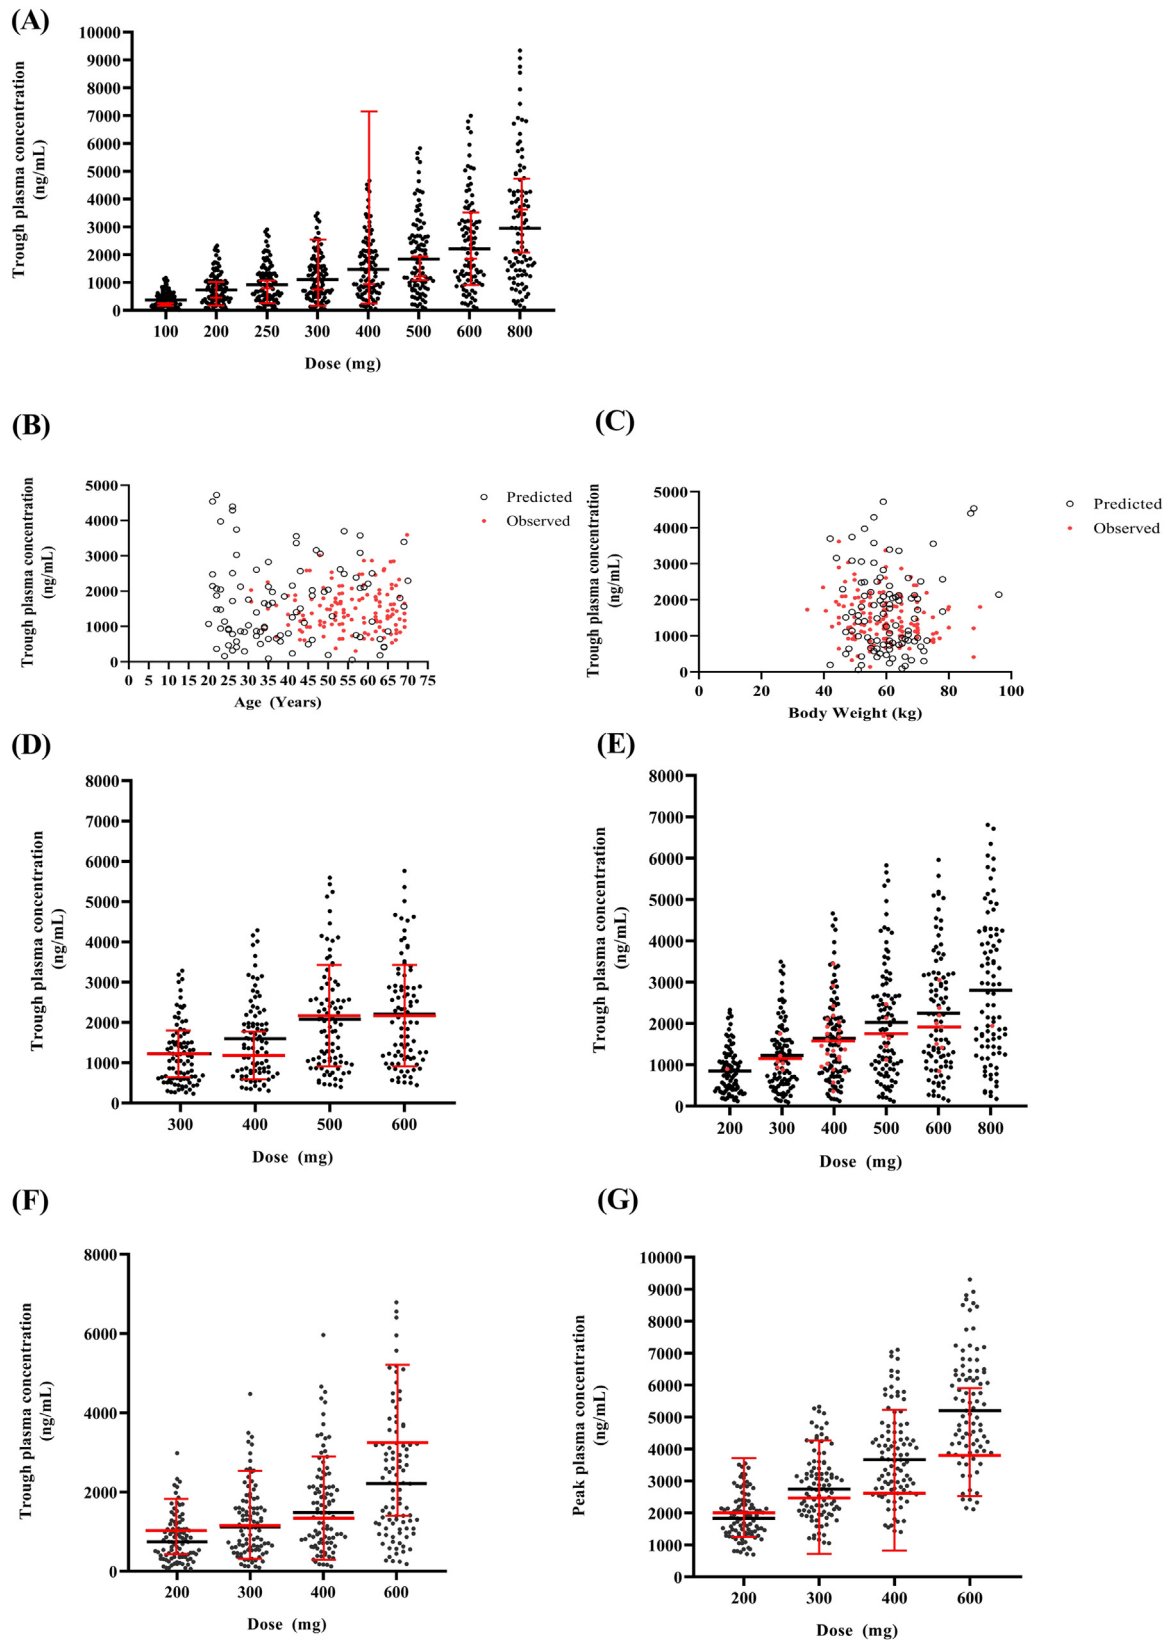 (A)
10000
9000
8000
7000
6000
5000
4000
3000
2000
1000
0
Trough plasma concentration
(ng/mL)
100 200 250 300 400 500 600 800
Dose (mg)
(B)
5000
4000
3000
2000
1000
0
Trough plasma concentration
(ng/mL)
0 5 10 15 20 25 30 35 40 45 50 55 60 65 70 75
Age (Years)
Predicted
Observed
(C)
5000
4000
3000
2000
1000
0
Trough plasma concentration
(ng/mL)
0 20 40 60 80 100
Body Weight (kg)
Predicted
Observed
(D)
8000
7000
6000
5000
4000
3000
2000
1000
0
Trough plasma concentration
(ng/mL)
300 400 500 600
Dose (mg)
(E)
8000
7000
6000
5000
4000
3000
2000
1000
0
Trough plasma concentration
(ng/mL)
200 300 400 500 600 800
Dose (mg)
(F)
8000
6000
4000
2000
0
Trough plasma concentration
(ng/mL)
200 300 400 600
Dose (mg)
(G)
10000
9000
8000
7000
6000
5000
4000
3000
2000
1000
0
Peak plasma concentration
(ng/mL)
200 300 400 600
Dose (mg)